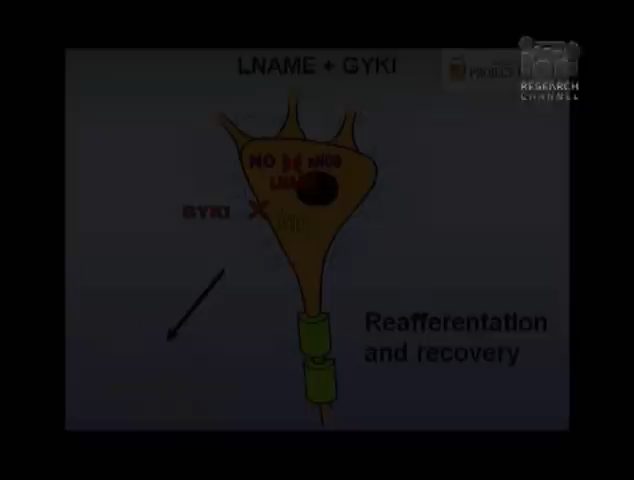 LNAME + GYKI
RESEARCH
CHANNEL
NO
nNOS
LNAME
GYKI
Reafferentation
and recovery